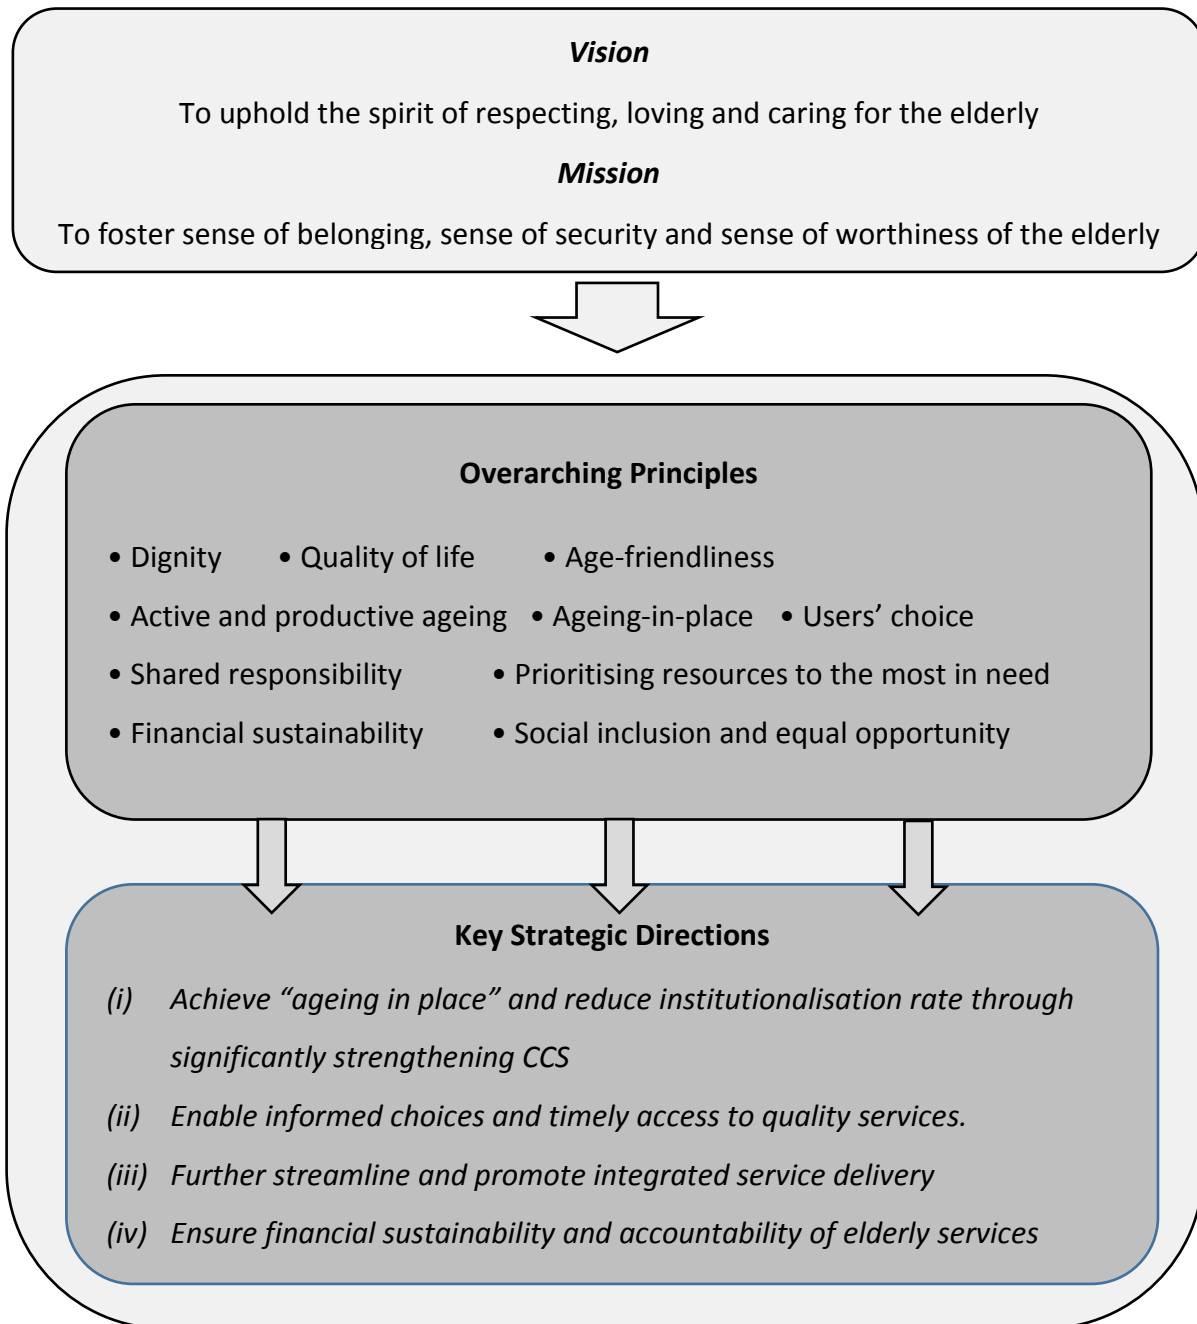 Vision
To uphold the spirit of respecting, loving and caring for the elderly
Mission
To foster sense of belonging, sense of security and sense of worthiness of the elderly
Overarching Principles
• Dignity • Quality of life • Age-friendliness
• Active and productive ageing • Ageing-in-place • Users’ choice
• Shared responsibility • Prioritising resources to the most in need
• Financial sustainability • Social inclusion and equal opportunity
Key Strategic Directions
(i) Achieve “ageing in place” and reduce institutionalisation rate through
significantly strengthening CCS
(ii) Enable informed choices and timely access to quality services.
(iii) Further streamline and promote integrated service delivery
(iv) Ensure financial sustainability and accountability of elderly services